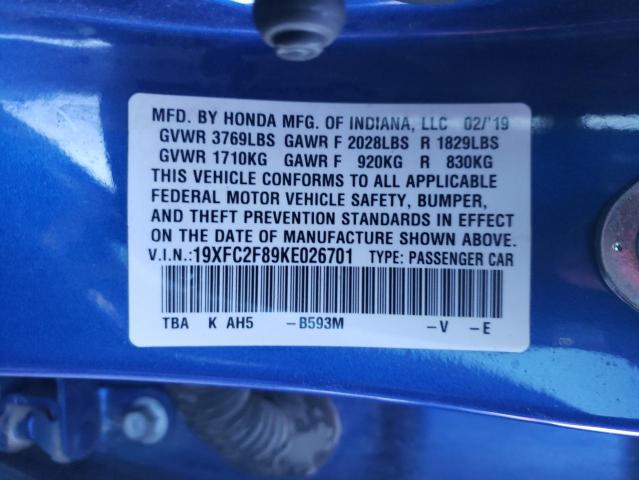 MFD. BY HONDA MFG. OF INDIANA, LLC 02/'19
GVWR 3769LBS GAWR F 2028LBS R 1829LBS
GVWR 1710KG GAWR F 920KG R 830KG
THIS VEHICLE CONFORMS TO ALL APPLICABLE
FEDERAL MOTOR VEHICLE SAFETY, BUMPER,
AND THEFT PREVENTION STANDARDS IN EFFECT
ON THE DATE OF MANUFACTURE SHOWN ABOVE.
V.I.N.:19XFC2F89KE026701 TYPE: PASSENGER CAR
TBA K AH5 -B593M -V -E